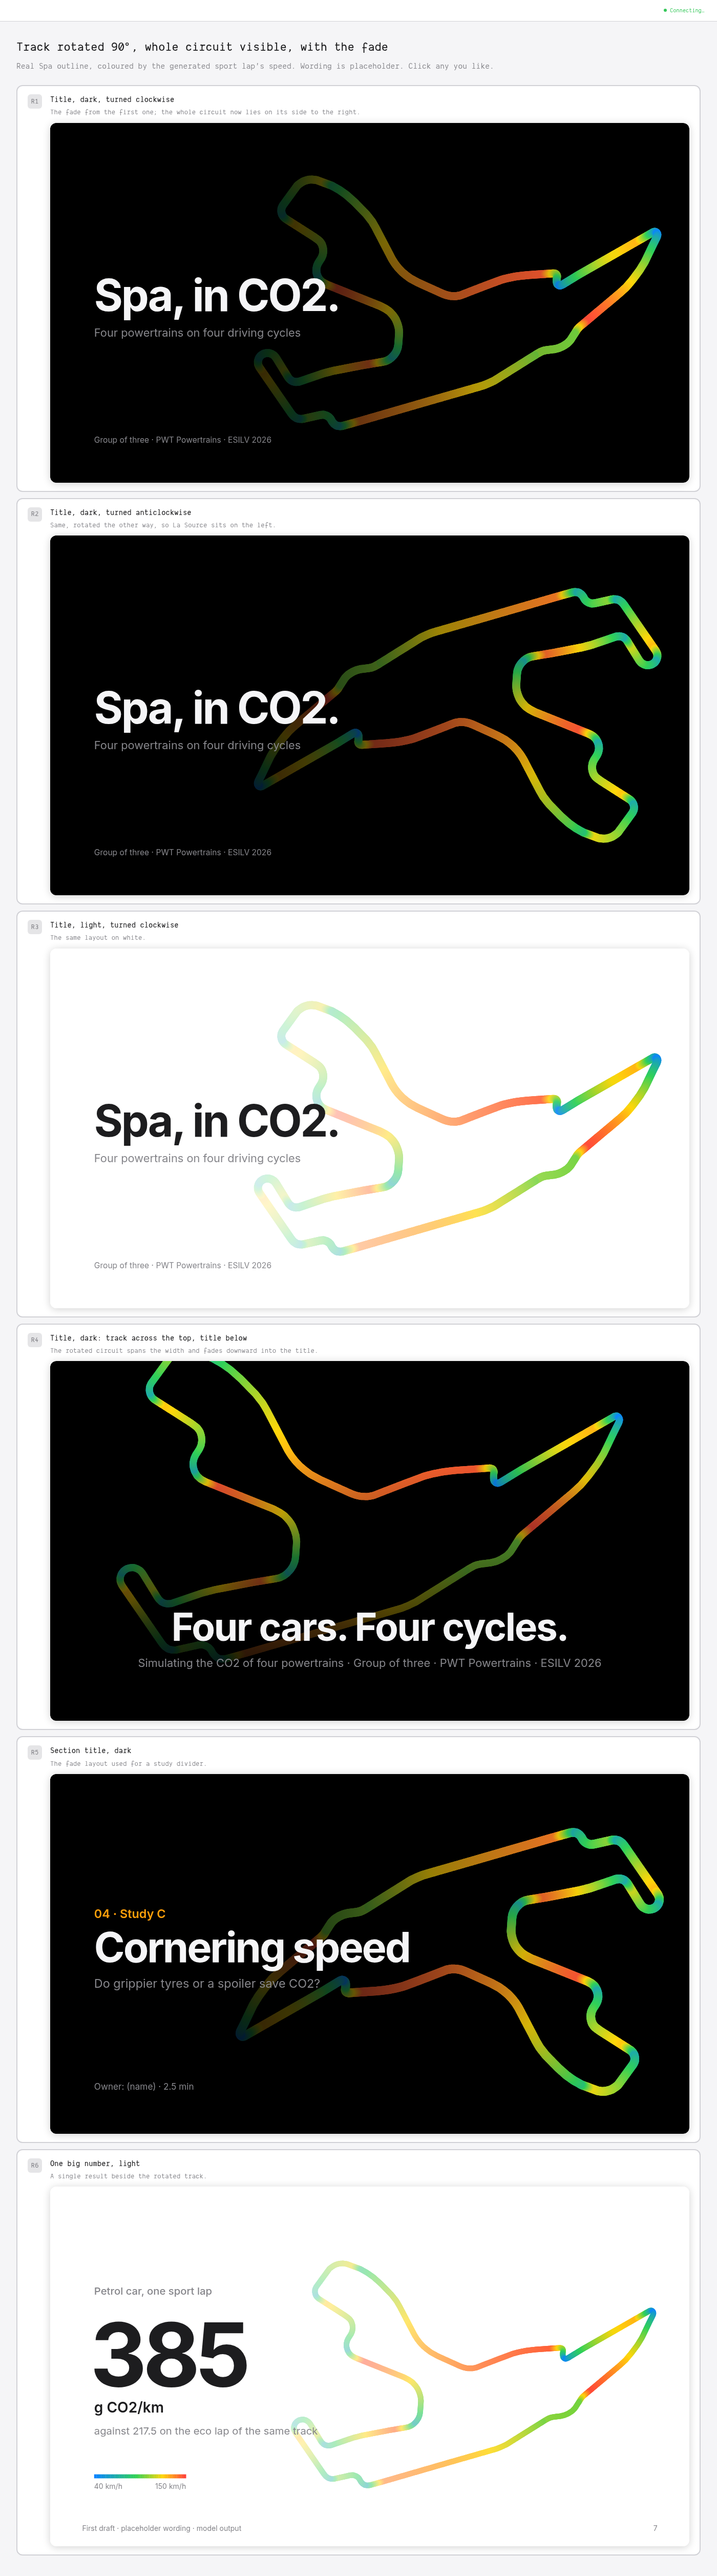 Connecting…
Track rotated 90°, whole circuit visible, with the fade
Real Spa outline, coloured by the generated sport lap's speed. Wording is placeholder. Click any you like.
R1
Title, dark, turned clockwise
The fade from the first one; the whole circuit now lies on its side to the right.
Spa, in CO2.
Four powertrains on four driving cycles
Group of three · PWT Powertrains · ESILV 2026
R2
Title, dark, turned anticlockwise
Same, rotated the other way, so La Source sits on the left.
Spa, in CO2.
Four powertrains on four driving cycles
Group of three · PWT Powertrains · ESILV 2026
R3
Title, light, turned clockwise
The same layout on white.
Spa, in CO2.
Four powertrains on four driving cycles
Group of three · PWT Powertrains · ESILV 2026
R4
Title, dark: track across the top, title below
The rotated circuit spans the width and fades downward into the title.
Four cars. Four cycles.
Simulating the CO2 of four powertrains · Group of three · PWT Powertrains · ESILV 2026
R5
Section title, dark
The fade layout used for a study divider.
04 · Study C
Cornering speed
Do grippier tyres or a spoiler save CO2?
Owner: (name) · 2.5 min
R6
One big number, light
A single result beside the rotated track.
Petrol car, one sport lap
385
g CO2/km
against 217.5 on the eco lap of the same track
40 km/h 150 km/h
First draft · placeholder wording · model output 7